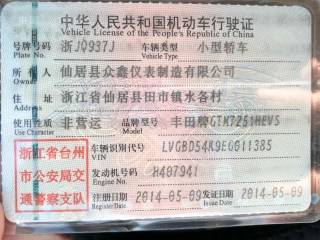 中华人民共和国机动车行驶证
Vehicle License of the People's Republic of China
号牌号码 浙JQ937J 车辆类型 小型轿车
Plate No. Vehicle Type
所有人 仙居县众鑫仪表制造有限公司
Owner
住址 浙江省仙居县田市镇水各村
Address
使用性质 非营运 品牌型号 丰田牌GTM7251HEVS
Use Character Model
浙江省台州
市公安局交
通警察支队
车辆识别代号 LVGBD54K9EG011385
VIN
发动机号码 H407941
Engine No.
注册日期 2014-05-09 发证日期 2014-05-09
Register Date Issue Date